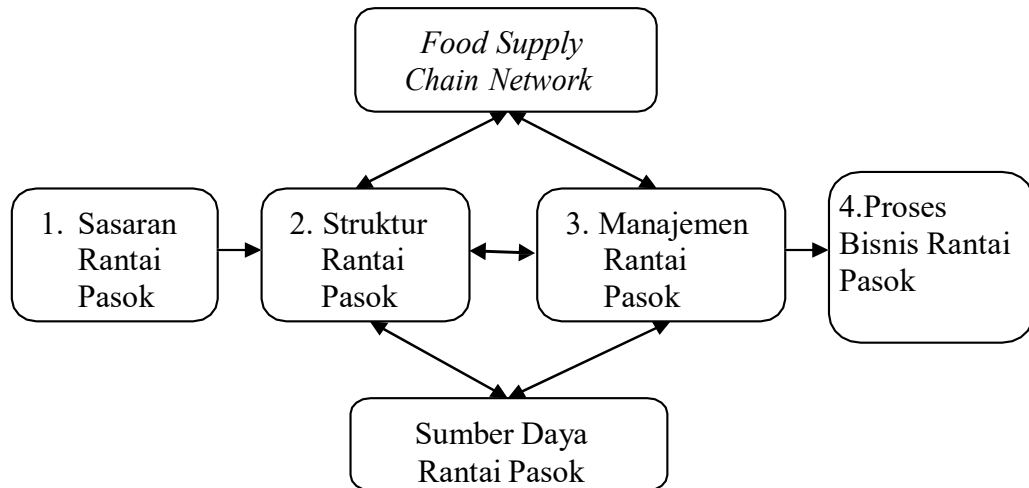 Food Supply
Chain Network
1. Sasaran
Rantai
Pasok
2. Struktur
Rantai
Pasok
3. Manajemen
Rantai
Pasok
4.Proses
Bisnis Rantai
Pasok
Sumber Daya
Rantai Pasok